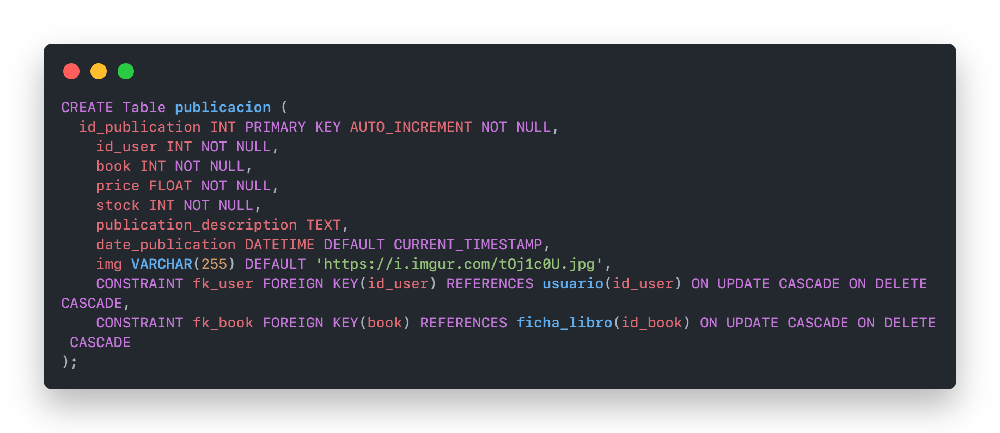 CREATE Table publicacion (
  id_publication INT PRIMARY KEY AUTO_INCREMENT NOT NULL,
    id_user INT NOT NULL,
    book INT NOT NULL,
    price FLOAT NOT NULL,
    stock INT NOT NULL,
    publication_description TEXT,
    date_publication DATETIME DEFAULT CURRENT_TIMESTAMP,
    img VARCHAR(255) DEFAULT 'https://i.imgur.com/tOj1c0U.jpg',
    CONSTRAINT fk_user FOREIGN KEY(id_user) REFERENCES usuario(id_user) ON UPDATE CASCADE ON DELETE
CASCADE,
    CONSTRAINT fk_book FOREIGN KEY(book) REFERENCES ficha_libro(id_book) ON UPDATE CASCADE ON DELETE
 CASCADE
);